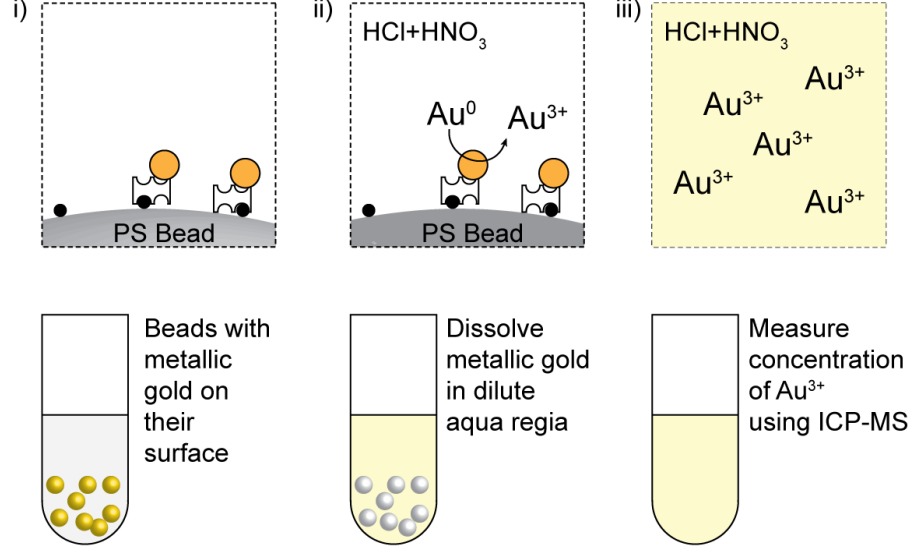 i)
ii)
HCl+HNO₃
Au⁰
Au³⁺
iii)
HCl+HNO₃
Au³⁺
Au³⁺
Au³⁺
Au³⁺
Au³⁺
PS Bead
PS Bead
Beads with
metallic
gold on
their
surface
Dissolve
metallic gold
in dilute
aqua regia
Measure
concentration
of Au³⁺
using ICP-MS